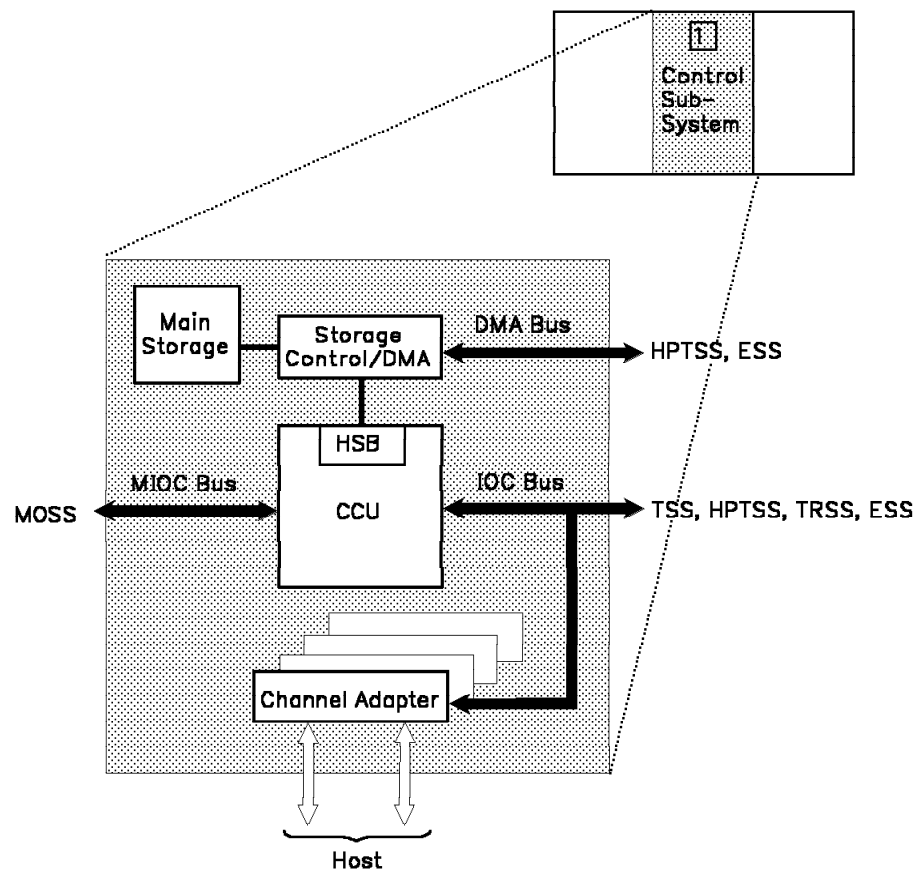 1
Control
Sub-
System
Main
Storage
Storage
Control/DMA
DMA Bus
HPTSS, ESS
HSB
MIOC Bus
IOC Bus
MOSS
CCU
TSS, HPTSS, TRSS, ESS
Channel Adapter
Host